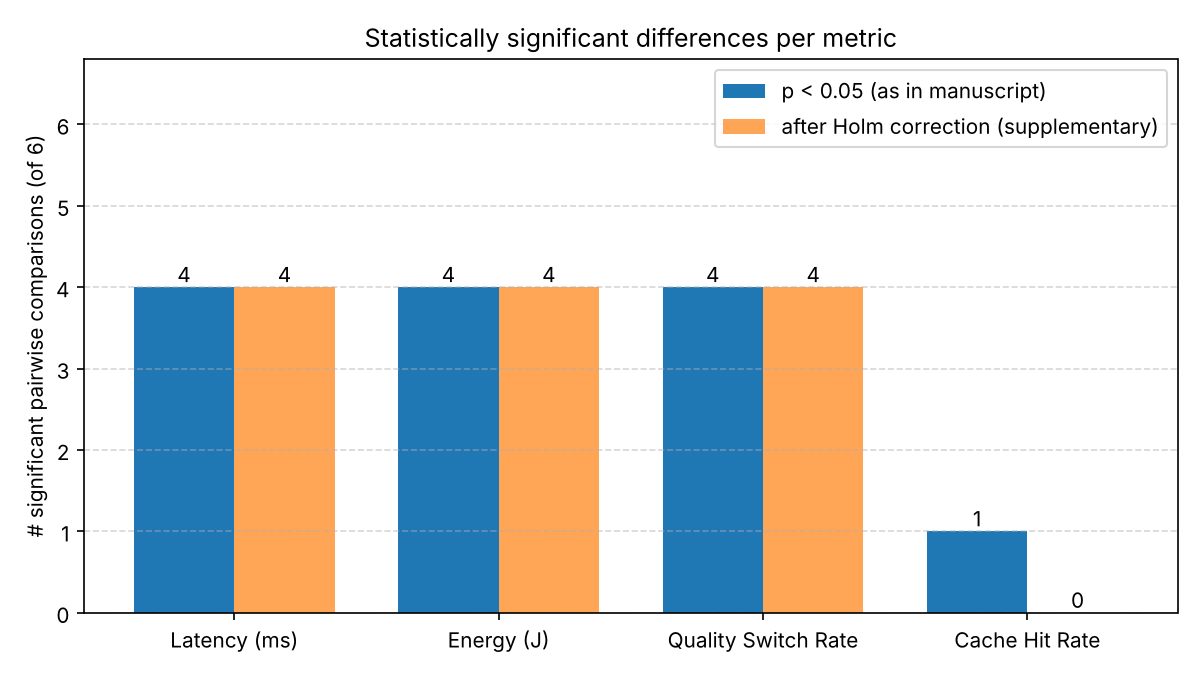 Statistically significant differences per metric
p < 0.05 (as in manuscript)
after Holm correction (supplementary)
# significant pairwise comparisons (of 6)
6
5
4
3
2
1
0
4
4
4
4
4
4
1
0
Latency (ms)
Energy (J)
Quality Switch Rate
Cache Hit Rate